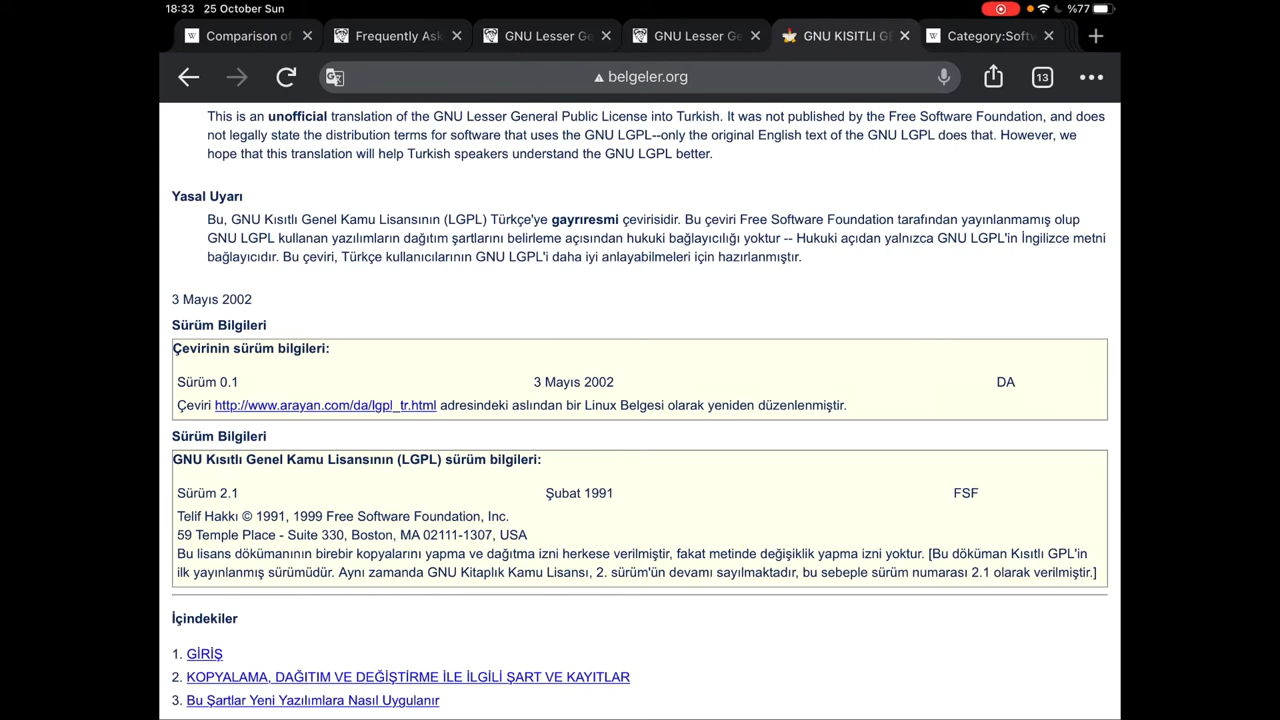 18:33 25 October Sun %77
Comparison of
Frequently Ask
GNU Lesser Ge
GNU Lesser Ge
GNU KISITLI GE
Category:Softw
belgeler.org 13
This is an unofficial translation of the GNU Lesser General Public License into Turkish. It was not published by the Free Software Foundation, and does
not legally state the distribution terms for software that uses the GNU LGPL--only the original English text of the GNU LGPL does that. However, we
hope that this translation will help Turkish speakers understand the GNU LGPL better.
Yasal Uyarı
Bu, GNU Kısıtlı Genel Kamu Lisansının (LGPL) Türkçe'ye gayrıresmi çevirisidir. Bu çeviri Free Software Foundation tarafından yayınlanmamış olup
GNU LGPL kullanan yazılımların dağıtım şartlarını belirleme açısından hukuki bağlayıcılığı yoktur -- Hukuki açıdan yalnızca GNU LGPL'in İngilizce metni
bağlayıcıdır. Bu çeviri, Türkçe kullanıcılarının GNU LGPL'i daha iyi anlayabilmeleri için hazırlanmıştır.
3 Mayıs 2002
Sürüm Bilgileri
Çevirinin sürüm bilgileri:
Sürüm 0.1 3 Mayıs 2002 DA
Çeviri http://www.arayan.com/da/lgpl_tr.html adresindeki aslından bir Linux Belgesi olarak yeniden düzenlenmiştir.
Sürüm Bilgileri
GNU Kısıtlı Genel Kamu Lisansının (LGPL) sürüm bilgileri:
Sürüm 2.1 Şubat 1991 FSF
Telif Hakkı © 1991, 1999 Free Software Foundation, Inc.
59 Temple Place - Suite 330, Boston, MA 02111-1307, USA
Bu lisans dökümanının birebir kopyalarını yapma ve dağıtma izni herkese verilmiştir, fakat metinde değişiklik yapma izni yoktur. [Bu döküman Kısıtlı GPL'in
ilk yayınlanmış sürümüdür. Aynı zamanda GNU Kitaplık Kamu Lisansı, 2. sürüm'ün devamı sayılmaktadır, bu sebeple sürüm numarası 2.1 olarak verilmiştir.]
İçindekiler
1. GİRİŞ
2. KOPYALAMA, DAĞITIM VE DEĞİŞTİRME İLE İLGİLİ ŞART VE KAYITLAR
3. Bu Şartlar Yeni Yazılımlara Nasıl Uygulanır